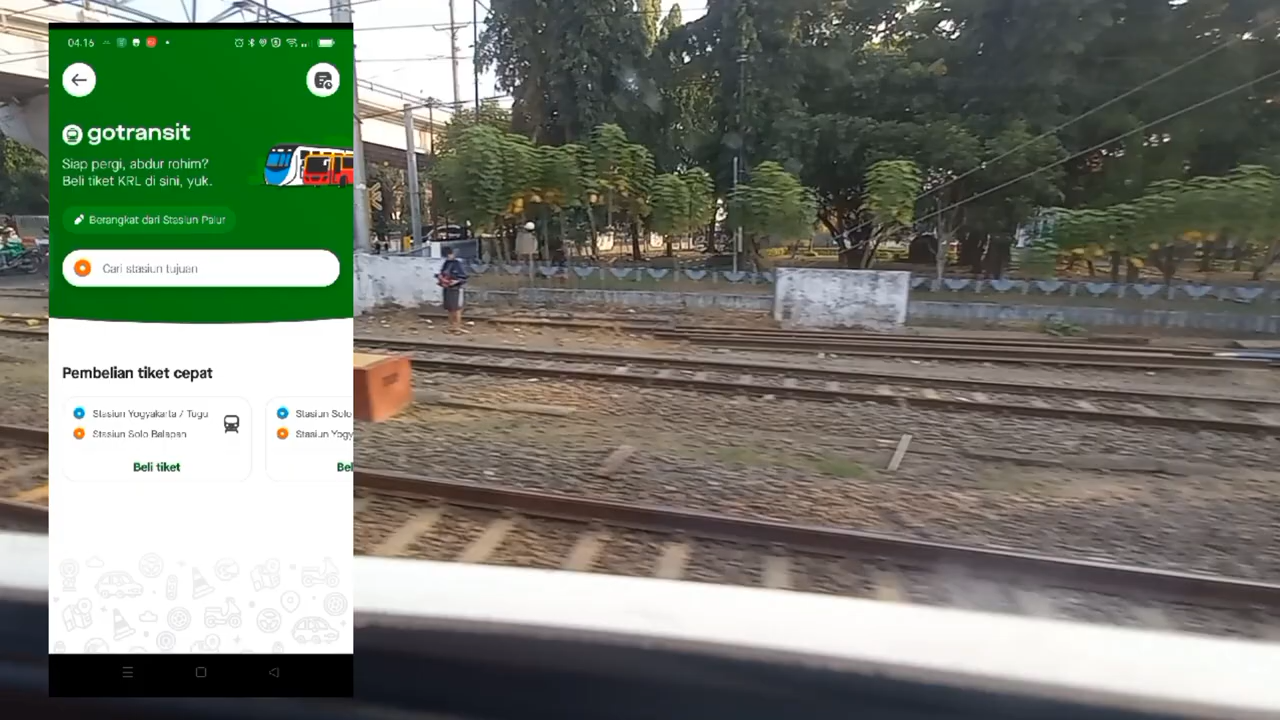 04.16
gotransit
Siap pergi, abdur rohim?
Beli tiket KRL di sini, yuk.
Berangkat dari Stasiun Palur
Cari stasiun tujuan
Pembelian tiket cepat
Stasiun Yogyakarta / Tugu
Stasiun Solo Balapan
Beli tiket
Stasiun Solo
Stasiun Yogy
Bel